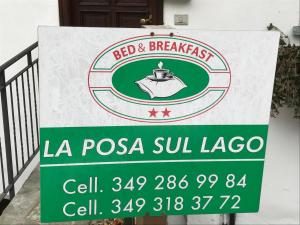 BED & BREAKFAST
LA POSA SUL LAGO
Cell. 349 286 99 84
Cell. 349 318 37 72